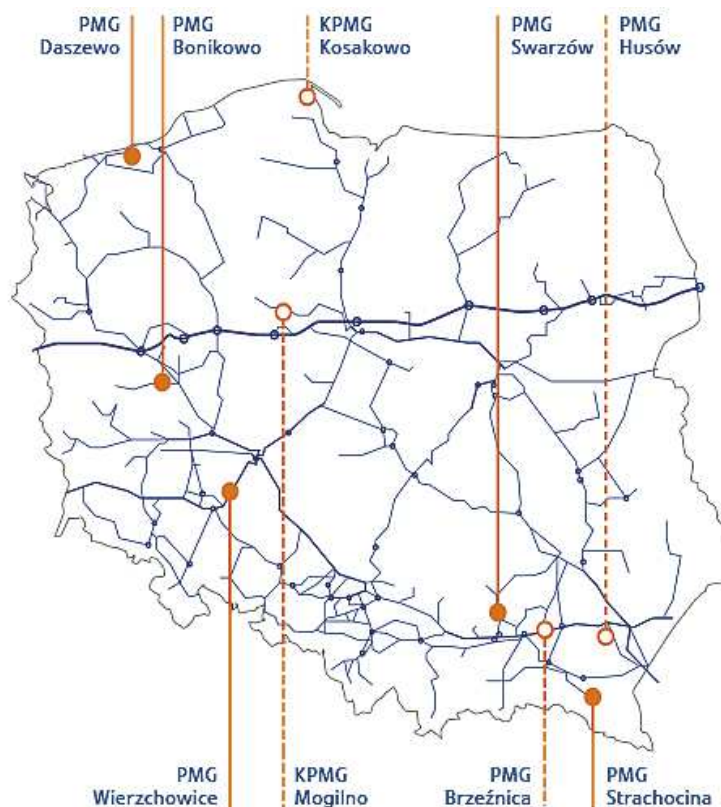 PMG
Daszewo
PMG
Bonikowo
KPMG
Kosakowo
PMG
Swarzów
PMG
Husów
PMG
Wierzchowice
KPMG
Mogilno
PMG
Brzeźnica
PMG
Strachocina